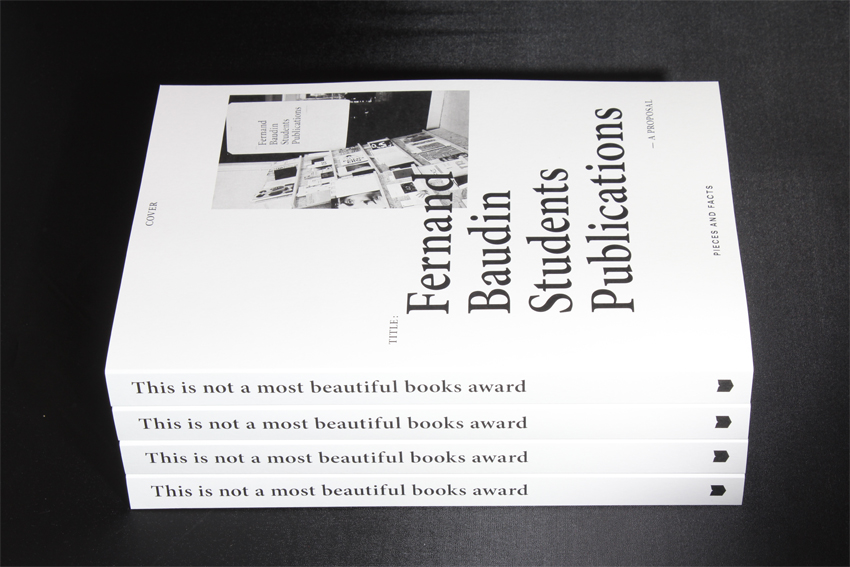 COVER
Fernand
Baudin
Students
Publications
TITLE:
Fernand
Baudin
Students
Publications
— A PROPOSAL
PIECES AND FACTS
This is not a most beautiful books award
This is not a most beautiful books award
This is not a most beautiful books award
This is not a most beautiful books award